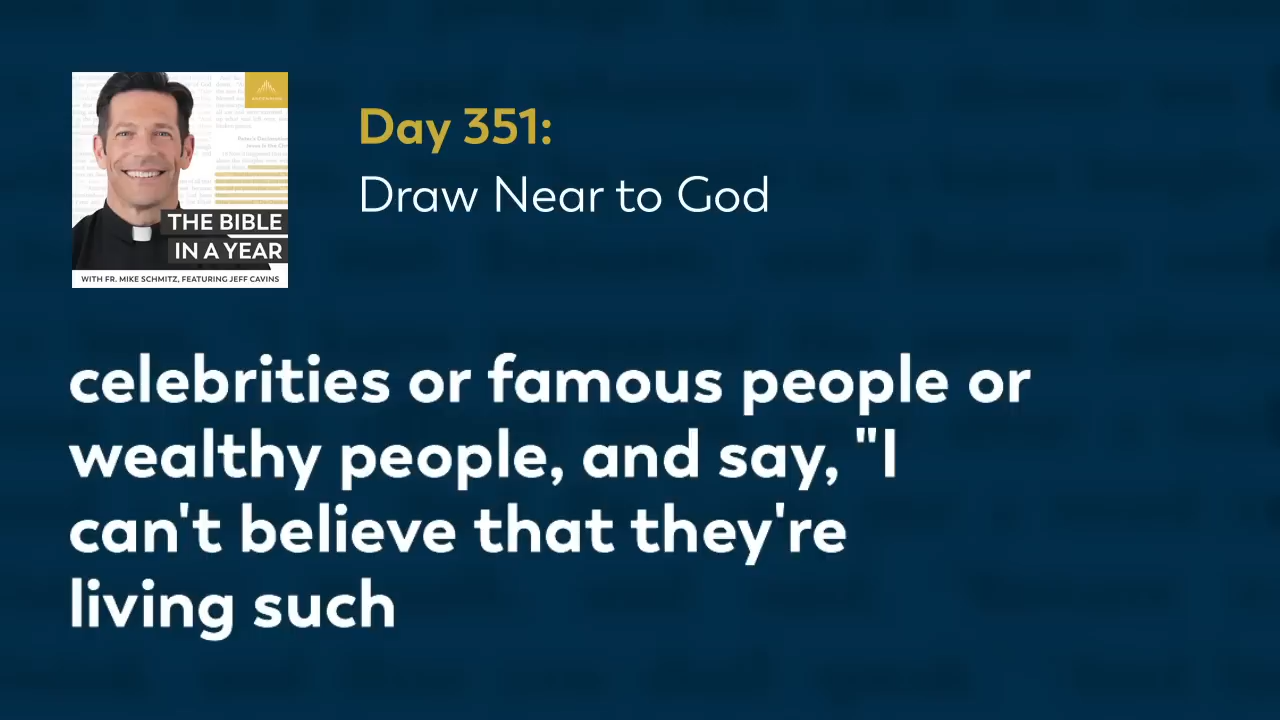 Day 351:
Draw Near to God
THE BIBLE
IN A YEAR
WITH FR. MIKE SCHMITZ, FEATURING JEFF CAVINS
celebrities or famous people or
wealthy people, and say, "I
can't believe that they're
living such